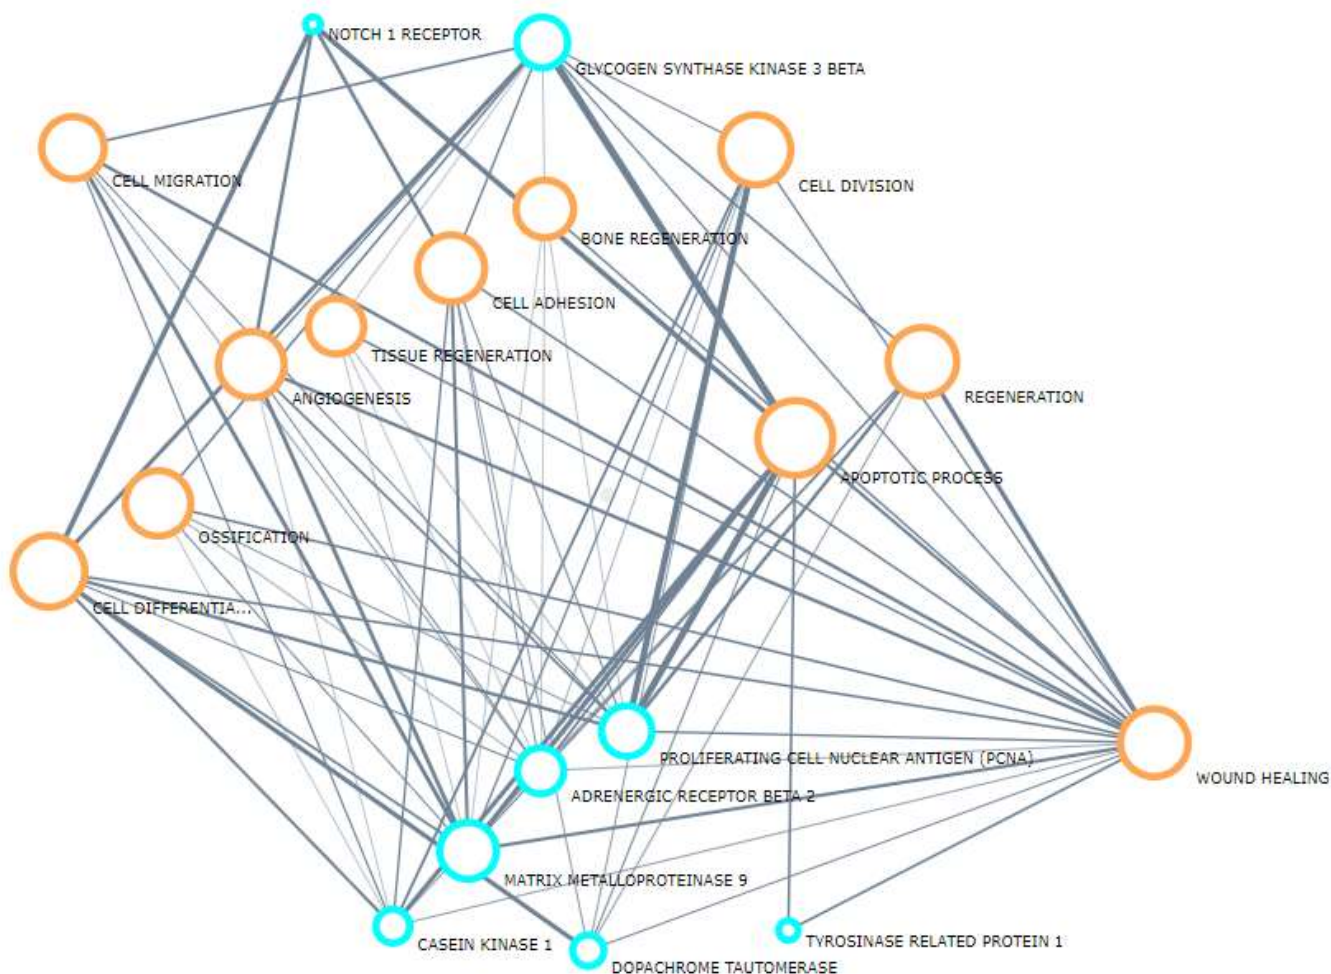 NOTCH 1 RECEPTOR
GLYCOGEN SYNTHASE KINASE 3 BETA
CELL MIGRATION
CELL DIVISION
BONE REGENERATION
CELL ADHESION
TISSUE REGENERATION
ANGIOGENESIS
REGENERATION
APOPTOTIC PROCESS
OSSIFICATION
CELL DIFFERENTIA...
PROLIFERATING CELL NUCLEAR ANTIGEN (PCNA)
WOUND HEALING
ADRENERGIC RECEPTOR BETA 2
MATRIX METALLOPROTEINASE 9
CASEIN KINASE 1
TYROSINASE RELATED PROTEIN 1
DOPACHROME TAUTOMERASE